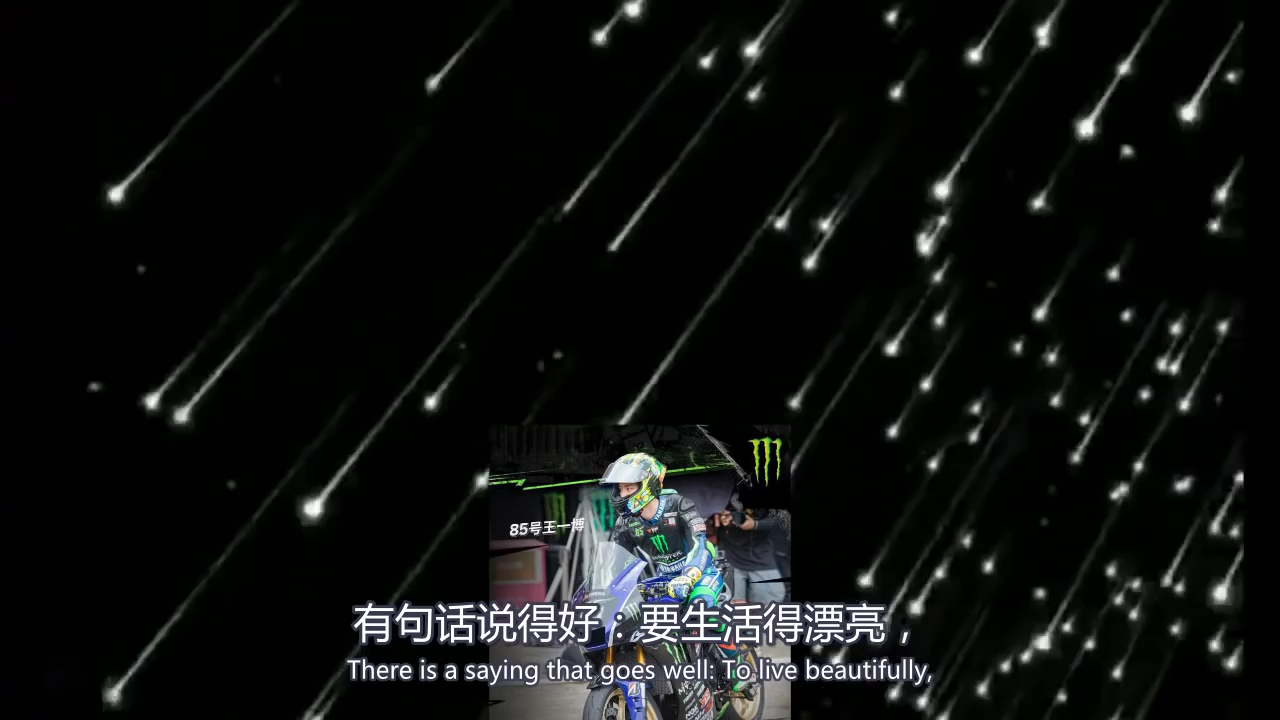 85号王一博
有句话说得好：要生活得漂亮，
There is a saying that goes well: To live beautifully,